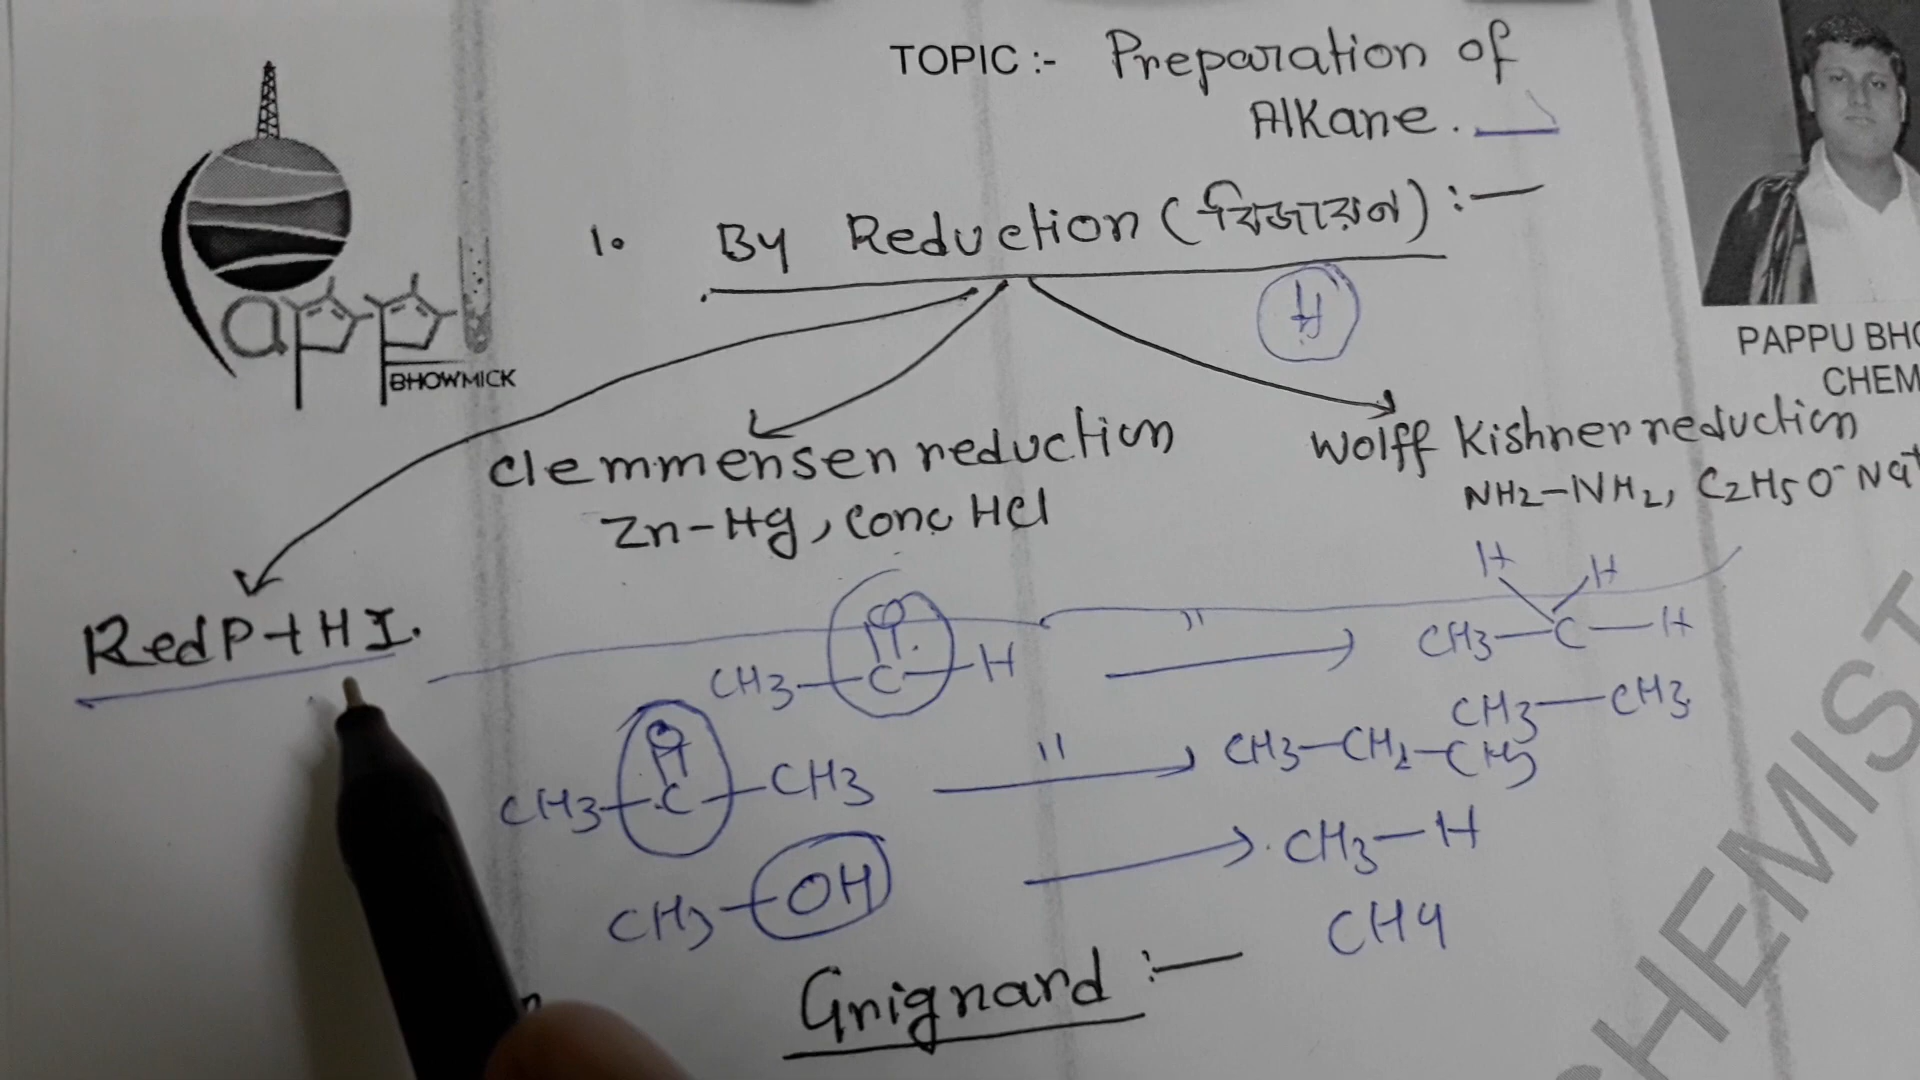 TOPIC :- Preparation of
Alkane.
1. By Reduction (বিজারন) :—
H
BHOWMICK
PAPPU BHO
CHEM
Clemmensen reduction
Zn-Hg, Conc HCl
Wolff Kishner reduction
NH2-NH2, C2H5O-Na+
Red P + HI.
O
CH3-C-H
"
H H
CH3-C-H
CH3-CH3
O
CH3-C-CH3
"
CH3-CH2-CH3
CH3-OH
CH3-H
CH4
Grignard :—
CHEMIST